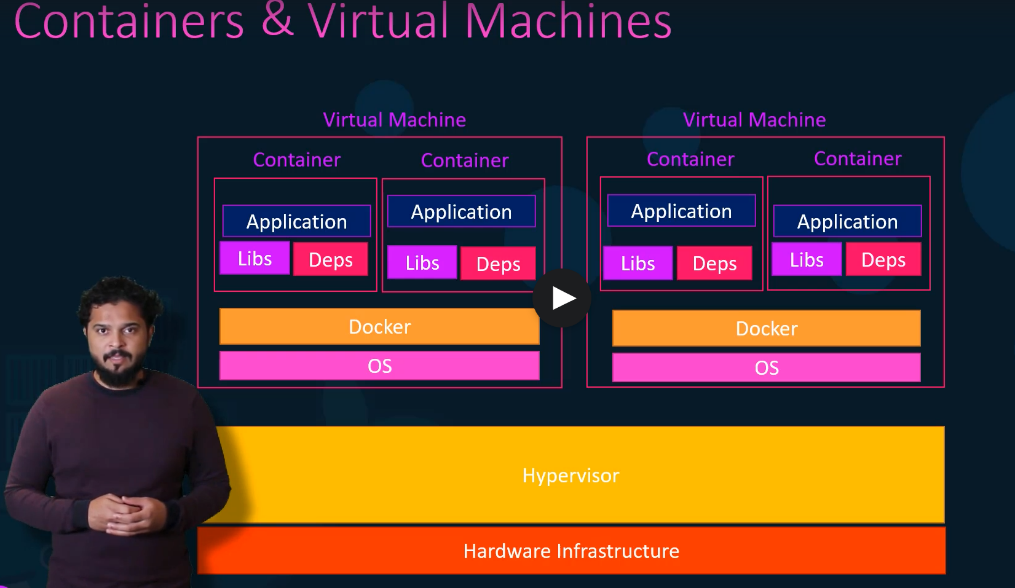 Containers & Virtual Machines
Virtual Machine
Virtual Machine
Container
Container
Container
Container
Application
Application
Application
Application
Libs
Deps
Libs
Deps
Libs
Deps
Libs
Deps
Docker
Docker
OS
OS
Hypervisor
Hardware Infrastructure